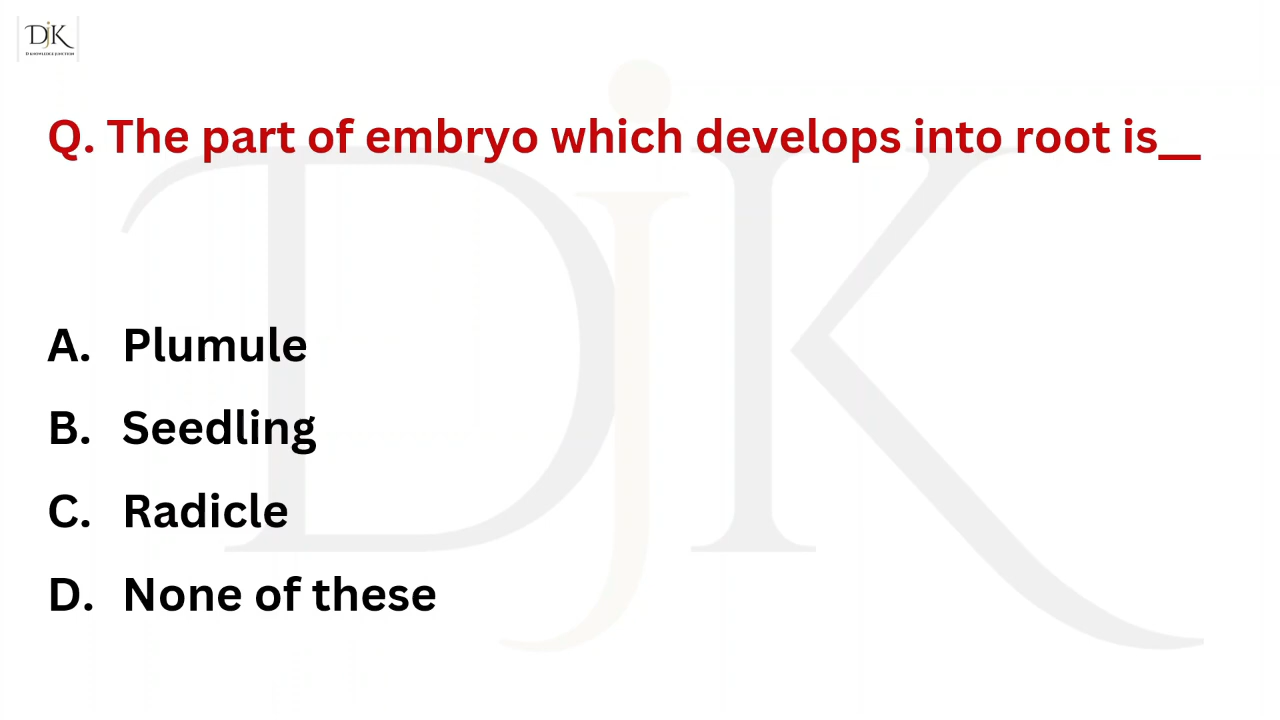 DjK
Q. The part of embryo which develops into root is__
A. Plumule
B. Seedling
C. Radicle
D. None of these